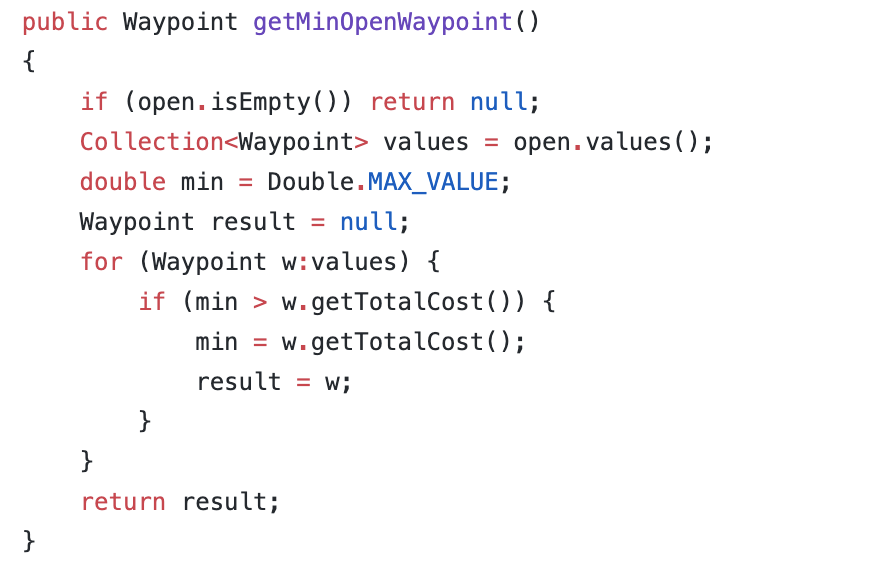 public Waypoint getMinOpenWaypoint()
{
    if (open.isEmpty()) return null;
    Collection<Waypoint> values = open.values();
    double min = Double.MAX_VALUE;
    Waypoint result = null;
    for (Waypoint w:values) {
        if (min > w.getTotalCost()) {
            min = w.getTotalCost();
            result = w;
        }
    }
    return result;
}